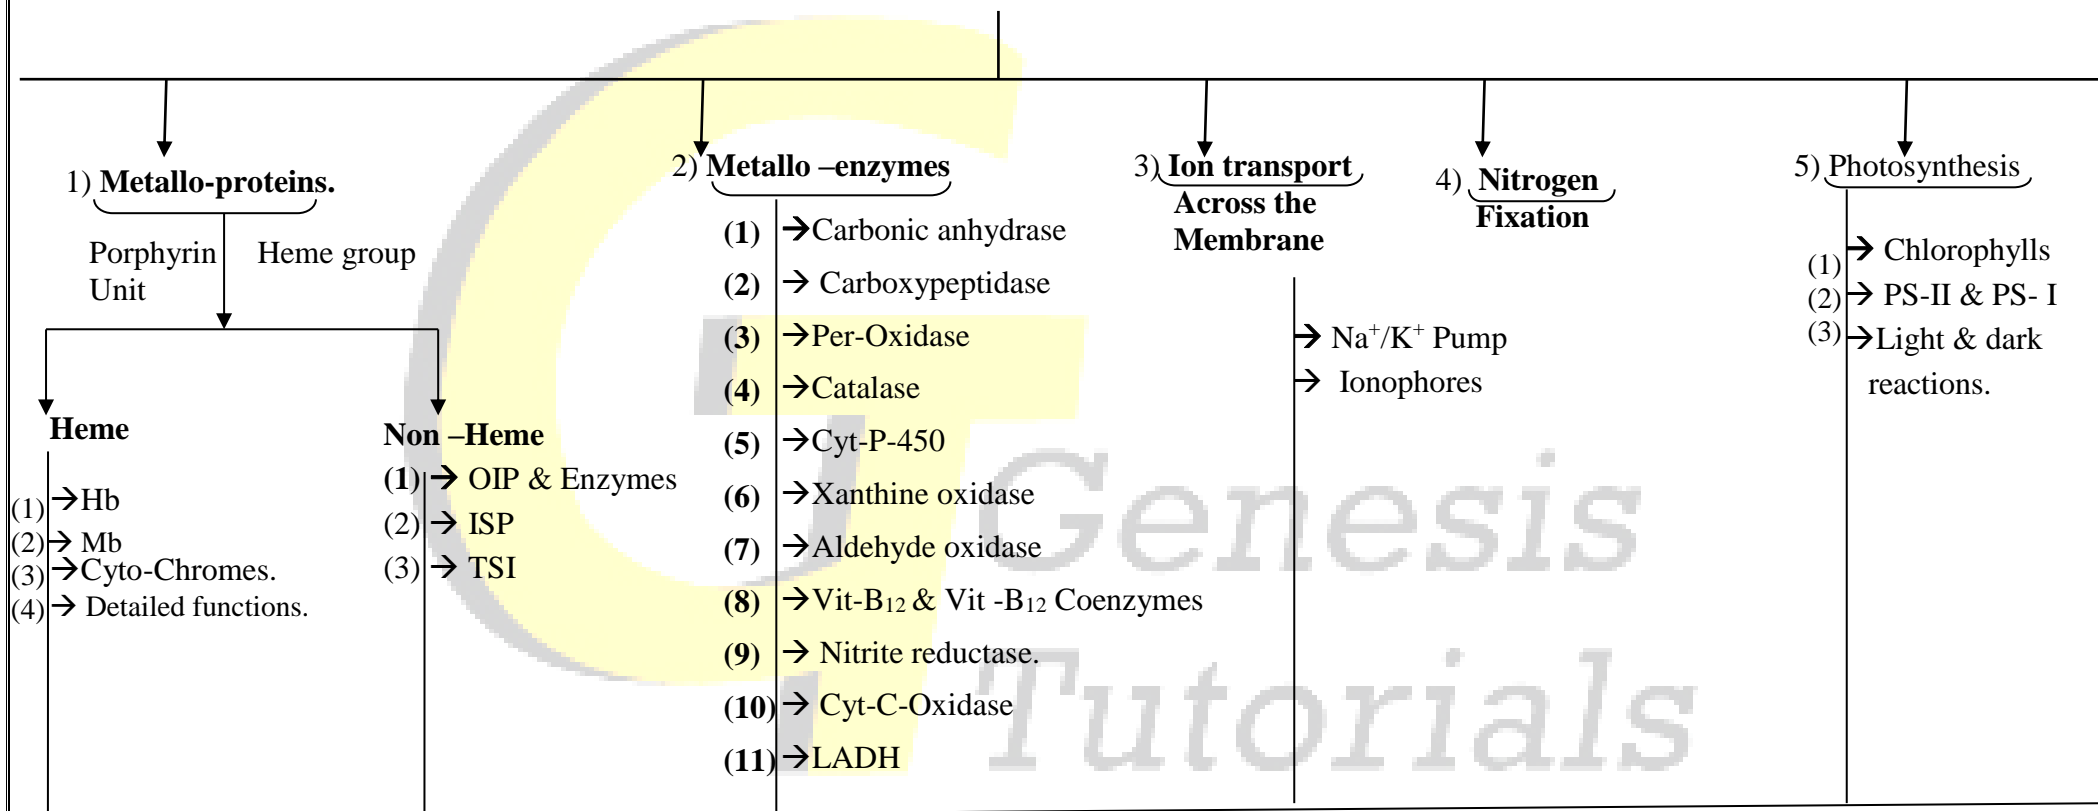 1) Metallo-proteins.
Porphyrin Unit
Heme group
Heme
(1) →Hb
(2) → Mb
(3) →Cyto-Chromes.
(4) → Detailed functions.
Non –Heme
(1) → OIP & Enzymes
(2) → ISP
(3) → TSI
2) Metallo –enzymes
(1) →Carbonic anhydrase
(2) → Carboxypeptidase
(3) →Per-Oxidase
(4) →Catalase
(5) →Cyt-P-450
(6) →Xanthine oxidase
(7) →Aldehyde oxidase
(8) →Vit-B₁₂ & Vit -B₁₂ Coenzymes
(9) → Nitrite reductase.
(10) → Cyt-C-Oxidase
(11) →LADH
3) Ion transport
Across the
Membrane
→ Na⁺/K⁺ Pump
→ Ionophores
4) Nitrogen
Fixation
5) Photosynthesis
(1) → Chlorophylls
(2) → PS-II & PS- I
(3) →Light & dark
reactions.
Genesis
Tutorials